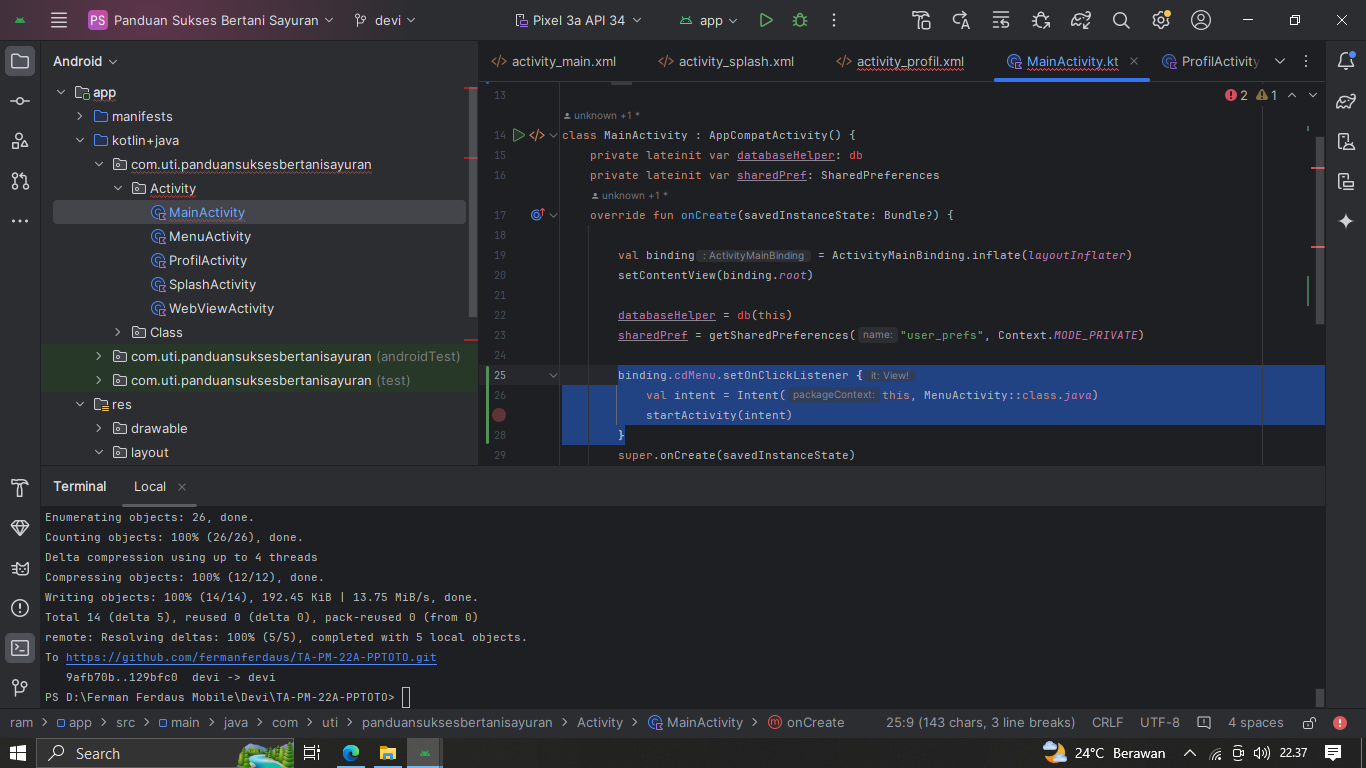 PS Panduan Sukses Bertani Sayuran devi Pixel 3a API 34 app
Android
app
manifests
kotlin+java
com.uti.panduansuksesbertanisayuran
Activity
MainActivity
MenuActivity
ProfilActivity
SplashActivity
WebViewActivity
Class
com.uti.panduansuksesbertanisayuran (androidTest)
com.uti.panduansuksesbertanisayuran (test)
res
drawable
layout
activity_main.xml activity_splash.xml activity_profil.xml MainActivity.kt ProfilActivity
13 2 1
unknown +1 *
14 class MainActivity : AppCompatActivity() {
15 private lateinit var databaseHelper: db
16 private lateinit var sharedPref: SharedPreferences
unknown +1 *
17 override fun onCreate(savedInstanceState: Bundle?) {
18
19 val binding : ActivityMainBinding = ActivityMainBinding.inflate(layoutInflater)
20 setContentView(binding.root)
21
22 databaseHelper = db(this)
23 sharedPref = getSharedPreferences( name: "user_prefs", Context.MODE_PRIVATE)
24
25 binding.cdMenu.setOnClickListener { it: View!
26 val intent = Intent( packageContext: this, MenuActivity::class.java)
startActivity(intent)
28 }
29 super.onCreate(savedInstanceState)
Terminal Local
Enumerating objects: 26, done.
Counting objects: 100% (26/26), done.
Delta compression using up to 4 threads
Compressing objects: 100% (12/12), done.
Writing objects: 100% (14/14), 192.45 KiB | 13.75 MiB/s, done.
Total 14 (delta 5), reused 0 (delta 0), pack-reused 0 (from 0)
remote: Resolving deltas: 100% (5/5), completed with 5 local objects.
To https://github.com/fermanferdaus/TA-PM-22A-PPTOTO.git
9afb70b..129bfc0 devi -> devi
PS D:\Ferman Ferdaus Mobile\Devi\TA-PM-22A-PPTOTO>
ram > app > src > main > java > com > uti > panduansuksesbertanisayuran > Activity > MainActivity > onCreate 25:9 (143 chars, 3 line breaks) CRLF UTF-8 4 spaces
Search 24°C Berawan 22.37